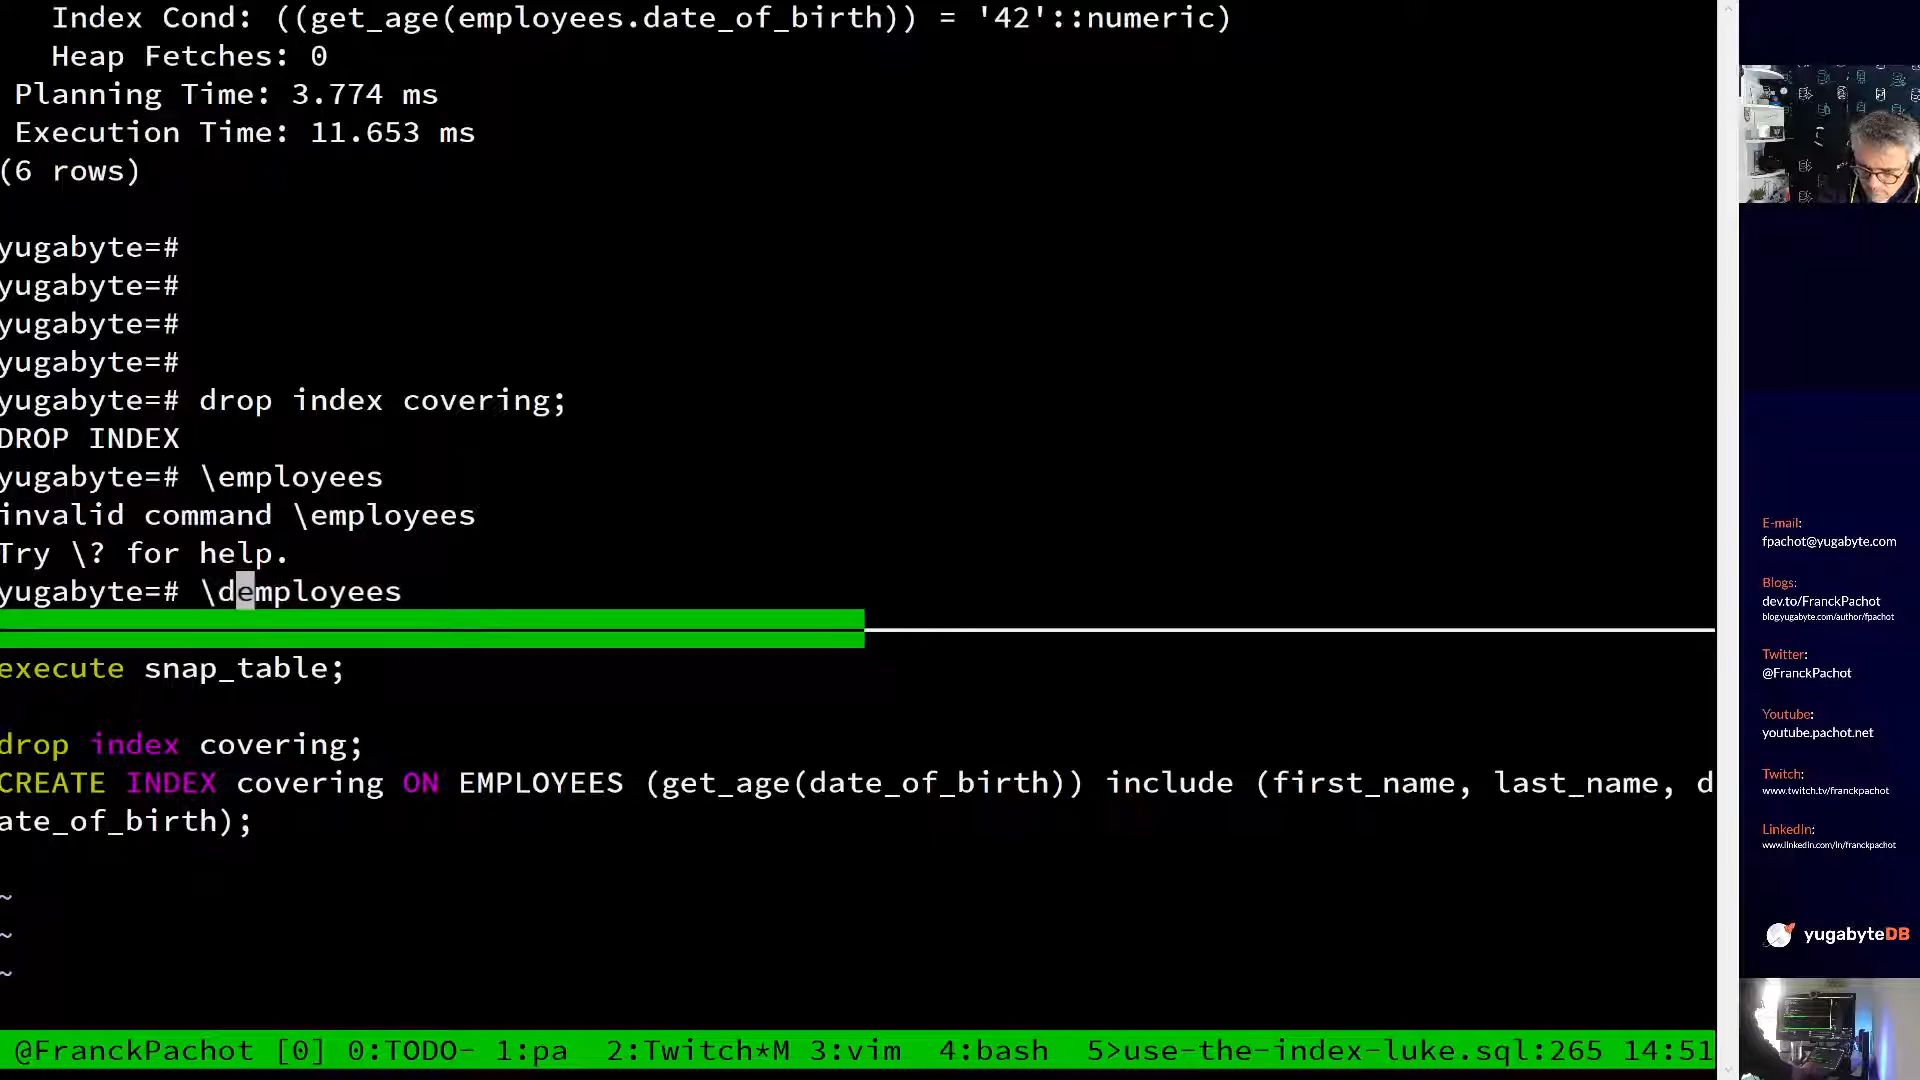 Index Cond: ((get_age(employees.date_of_birth)) = '42'::numeric)
Heap Fetches: 0
Planning Time: 3.774 ms
Execution Time: 11.653 ms
(6 rows)
yugabyte=#
yugabyte=#
yugabyte=#
yugabyte=#
yugabyte=# drop index covering;
DROP INDEX
yugabyte=# \employees
invalid command \employees
Try \? for help.
yugabyte=# \demployees
execute snap_table;
drop index covering;
CREATE INDEX covering ON EMPLOYEES (get_age(date_of_birth)) include (first_name, last_name, d
ate_of_birth);
~
~
~
@FranckPachot [0] 0:TODO- 1:pa 2:Twitch*M 3:vim 4:bash 5>use-the-index-luke.sql:265 14:51
E-mail:
fpachot@yugabyte.com
Blogs:
dev.to/FranckPachot
blog.yugabyte.com/author/fpachot
Twitter:
@FranckPachot
Youtube:
youtube.pachot.net
Twitch:
www.twitch.tv/franckpachot
LinkedIn:
www.linkedin.com/in/franckpachot
yugabyteDB